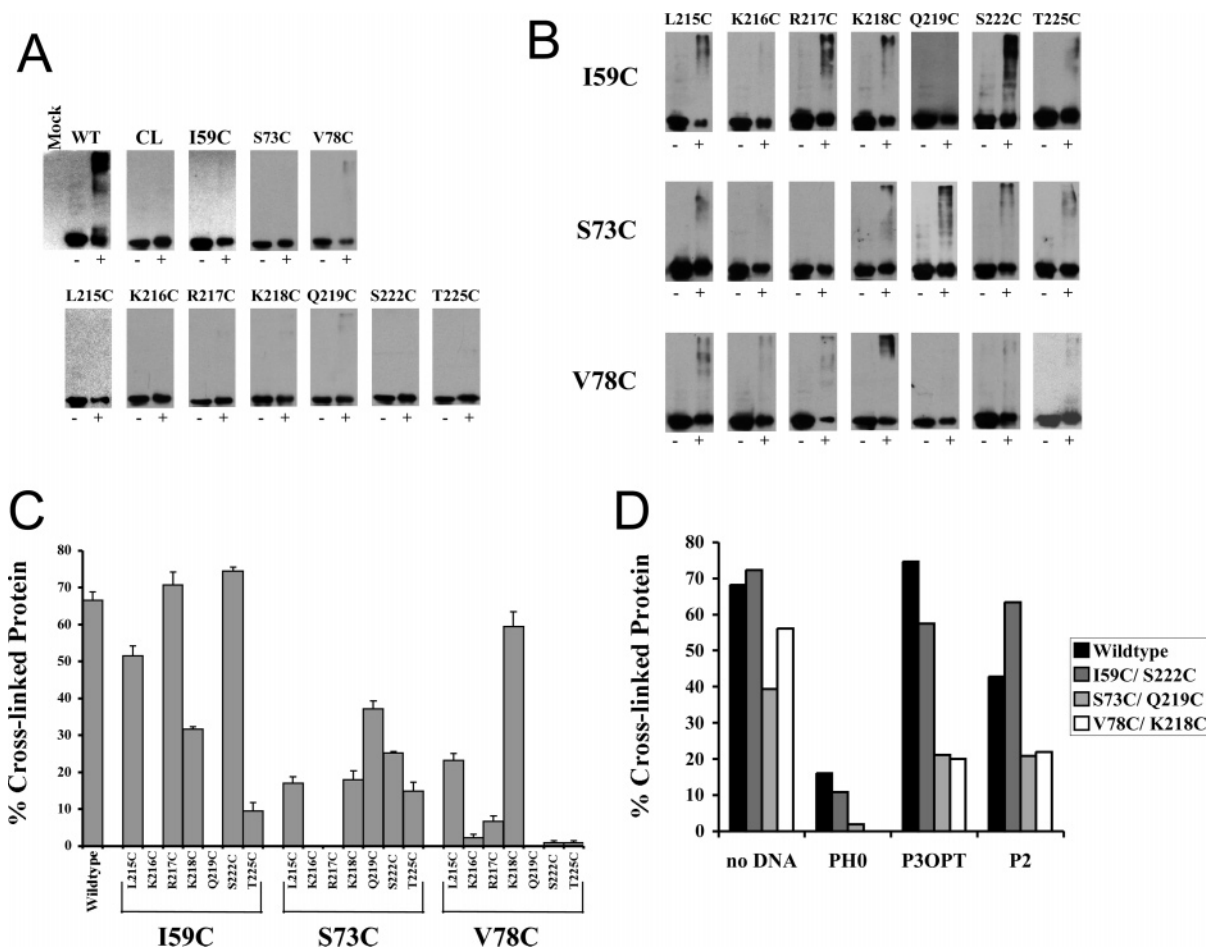 A
Mock
WT CL I59C S73C V78C
- + - + - + - + - +
L215C K216C R217C K218C Q219C S222C T225C
- + - + - + - + - + - + - +
B
L215C K216C R217C K218C Q219C S222C T225C
I59C
- + - + - + - + - + - + - +
S73C
- + - + - + - + - + - + - +
V78C
- + - + - + - + - + - + - +
C
% Cross-linked Protein
80
70
60
50
40
30
20
10
0
Wildtype
L215C K216C R217C K218C Q219C S222C T225C
L215C K216C R217C K218C Q219C S222C T225C
L215C K216C R217C K218C Q219C S222C T225C
I59C S73C V78C
D
% Cross-linked Protein
80
70
60
50
40
30
20
10
0
no DNA PH0 P3OPT P2
Wildtype
I59C/ S222C
S73C/ Q219C
V78C/ K218C